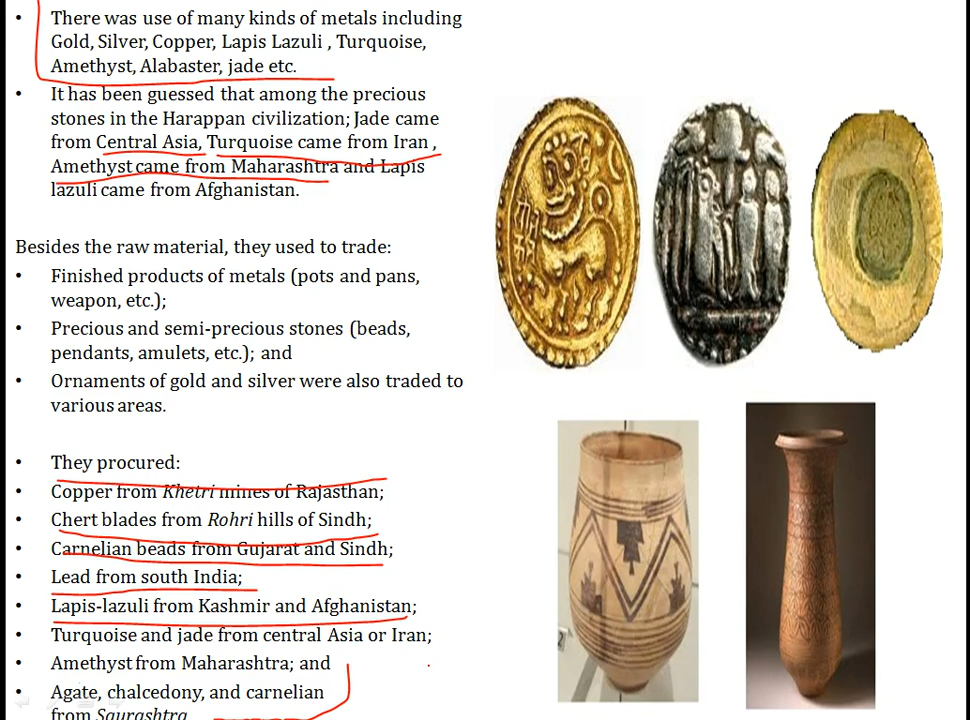 There was use of many kinds of metals including
Gold, Silver, Copper, Lapis Lazuli , Turquoise,
Amethyst, Alabaster, jade etc.
It has been guessed that among the precious
stones in the Harappan civilization; Jade came
from Central Asia, Turquoise came from Iran ,
Amethyst came from Maharashtra and Lapis
lazuli came from Afghanistan.
Besides the raw material, they used to trade:
Finished products of metals (pots and pans,
weapon, etc.);
Precious and semi-precious stones (beads,
pendants, amulets, etc.); and
Ornaments of gold and silver were also traded to
various areas.
They procured:
Copper from Khetri mines of Rajasthan;
Chert blades from Rohri hills of Sindh;
Carnelian beads from Gujarat and Sindh;
Lead from south India;
Lapis-lazuli from Kashmir and Afghanistan;
Turquoise and jade from central Asia or Iran;
Amethyst from Maharashtra; and
Agate, chalcedony, and carnelian
from Saurashtra